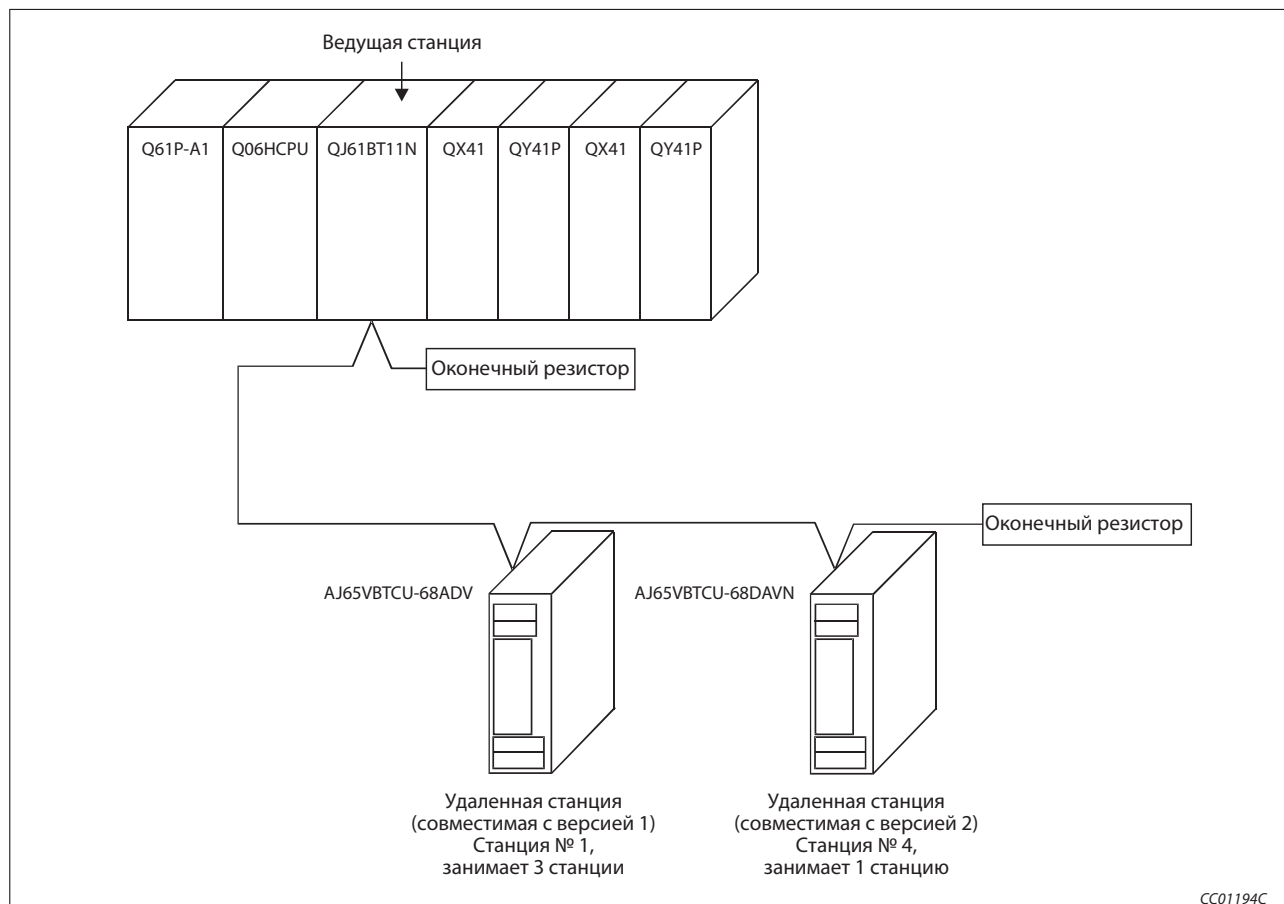 Ведущая станция
Q61P-A1
Q06HCPU
QJ61BT11N
QX41
QY41P
QX41
QY41P
Оконечный резистор
Оконечный резистор
AJ65VBTCU-68ADV
AJ65VBTCU-68DAVN
Удаленная станция
(совместимая с версией 1)
Станция № 1,
занимает 3 станции
Удаленная станция
(совместимая с версией 2)
Станция № 4,
занимает 1 станцию
CC01194C